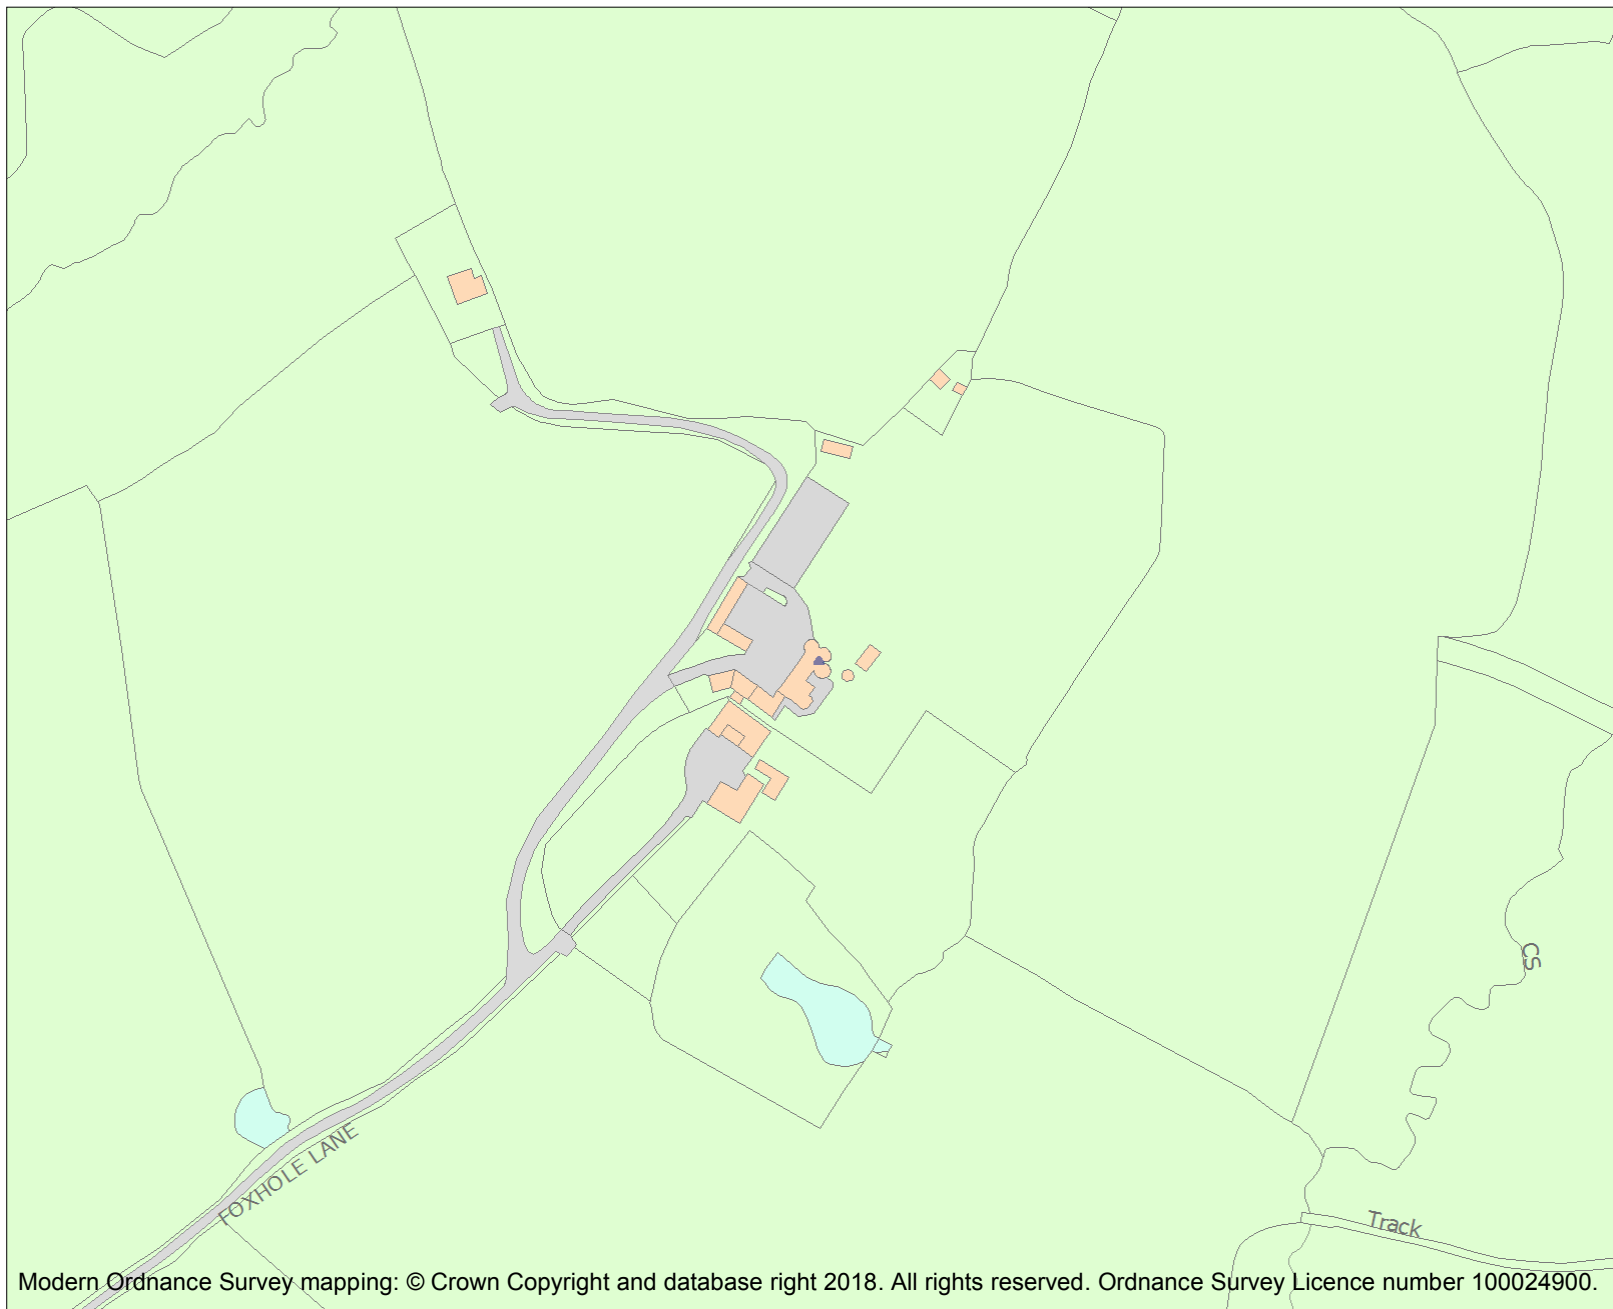 CS
FOXHOLE LANE
Track
Modern Ordnance Survey mapping: © Crown Copyright and database right 2018. All rights reserved. Ordnance Survey Licence number 100024900.